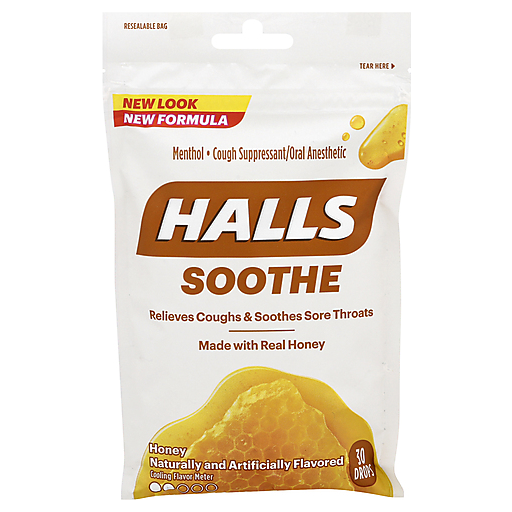 RESEALABLE BAG
TEAR HERE
NEW LOOK
NEW FORMULA
Menthol • Cough Suppressant/Oral Anesthetic
HALLS
SOOTHE
Relieves Coughs & Soothes Sore Throats
Made with Real Honey
Honey
Naturally and Artificially Flavored
Cooling Flavor Meter
30
DROPS